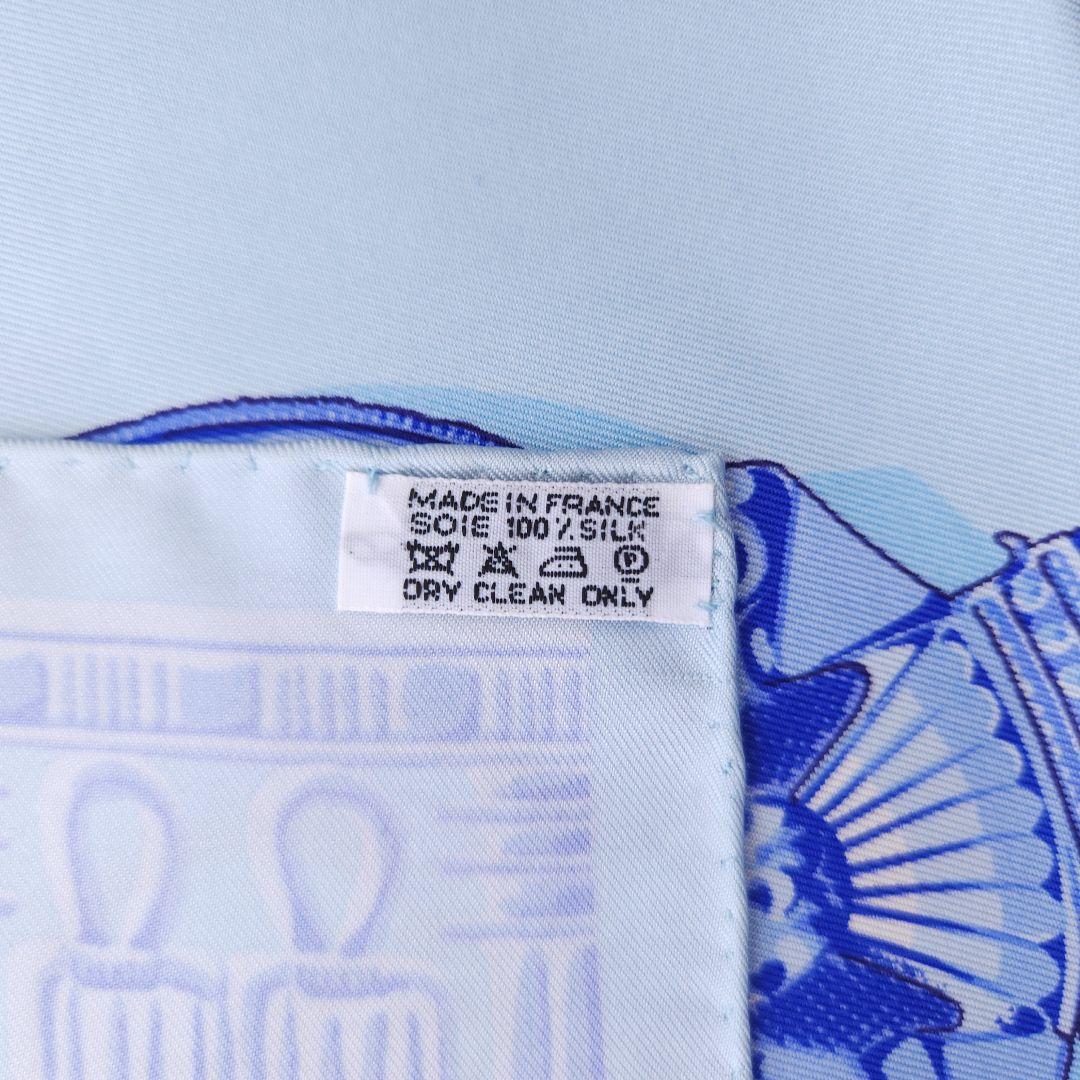 MADE IN FRANCE
SOIE 100% SILK
P
DRY CLEAN ONLY